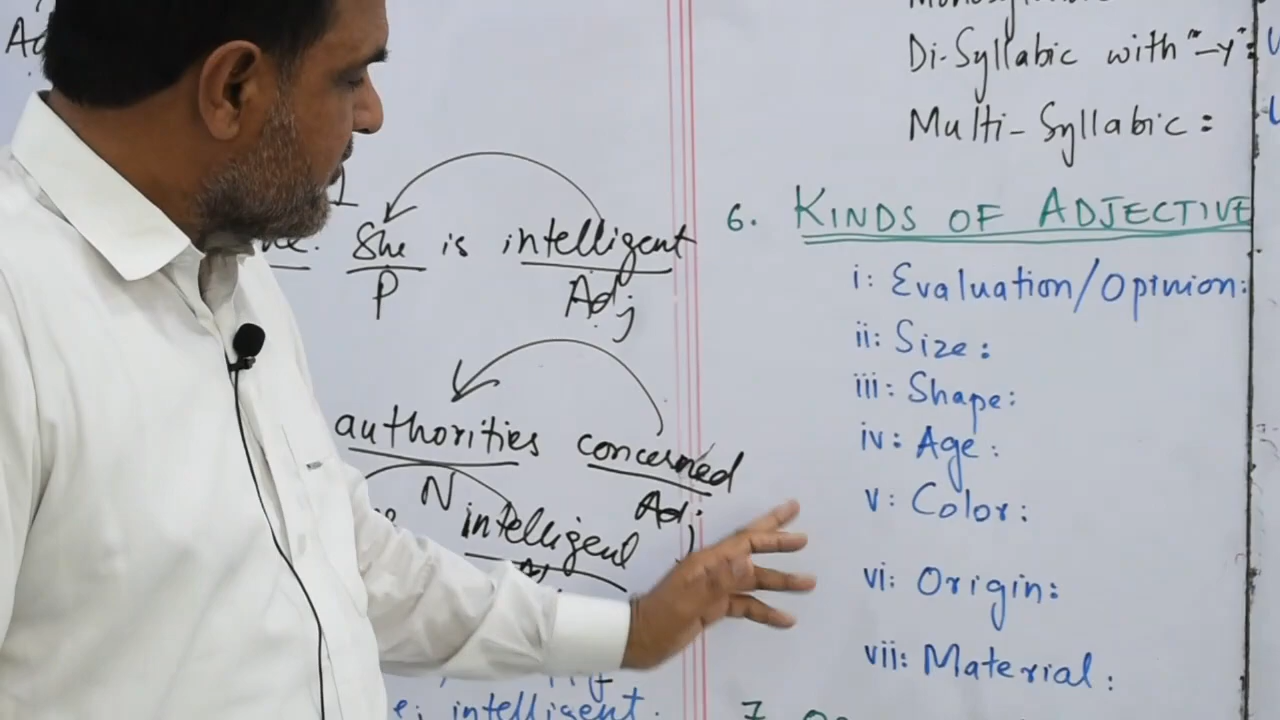 Di-Syllabic with "-y":
Multi-Syllabic:
She is intelligent
P Adj
authorities concerned
N Adj
intelligent
6. KINDS OF ADJECTIVE
i: Evaluation/Opinion:
ii: Size:
iii: Shape:
iv: Age:
v: Color:
vi: Origin:
vii: Material:
intelligent.